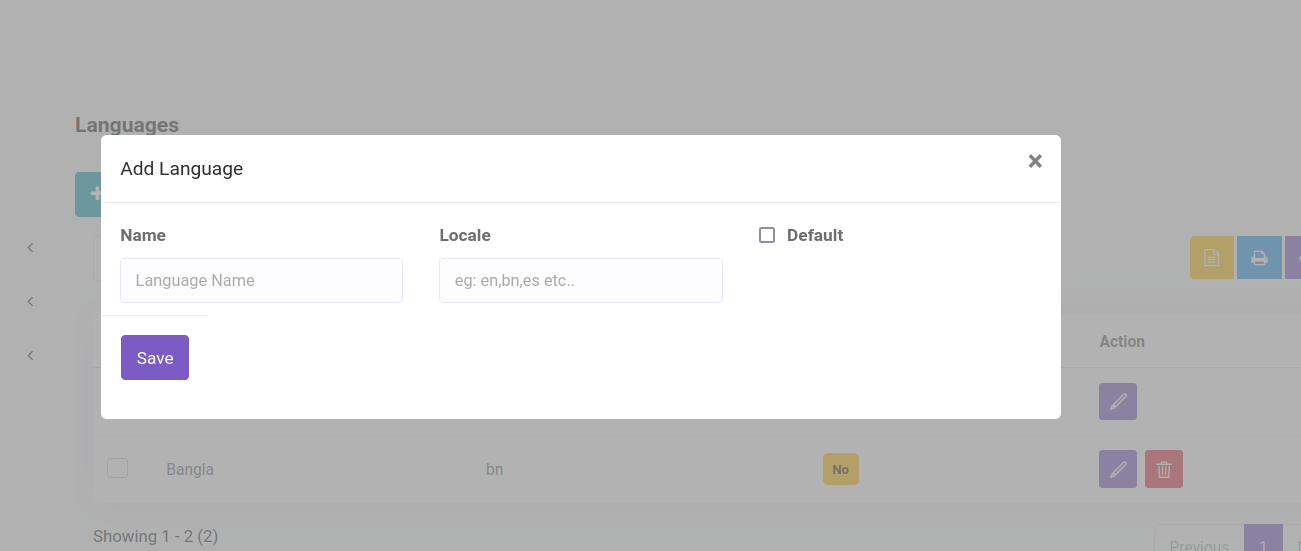 Languages
Add Language
×
Name
Locale
Default
Language Name
eg: en,bn,es etc..
Save
Action
Bangla
bn
No
Showing 1 - 2 (2)
Previous
1